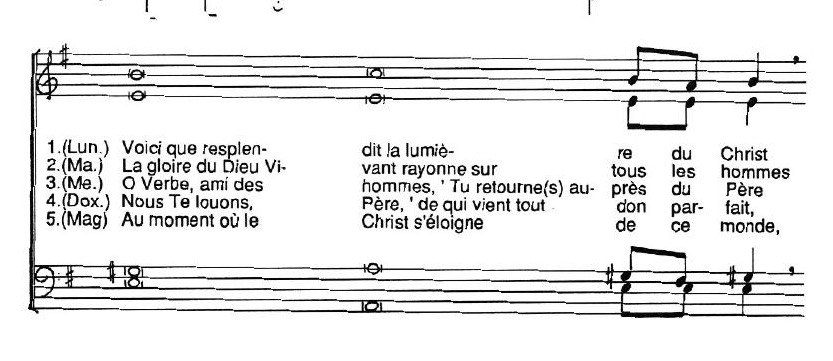 1.(Lun.) Voici que resplen- dit la lumiè- re du Christ
2.(Ma.) La gloire du Dieu Vi- vant rayonne sur tous les hommes
3.(Me.) O Verbe, ami des hommes, ' Tu retourne(s) au- près du Père
4.(Dox.) Nous Te louons, Père, ' de qui vient tout don par- fait,
5.(Mag) Au moment où le Christ s'éloigne de ce monde,